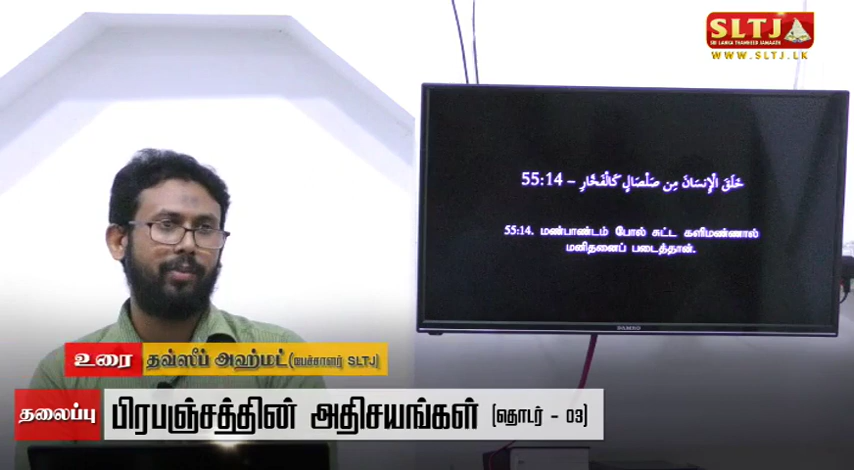 SLTJ
SRI LANKA THAWHEED JAMAATH
WWW.SLTJ.LK
خَلَقَ الْإِنسَانَ مِن صَلْصَالٍ كَالْفَخَّارِ – 55:14
55:14. மண்பாண்டம் போல் சுட்ட களிமண்ணால்
மனிதனைப் படைத்தான்.
உரை
தவ்ஸீப் அஹ்மட் (பேச்சாளர் SLTJ)
தலைப்பு
பிரபஞ்சத்தின் அதிசயங்கள் (தொடர் - 03)